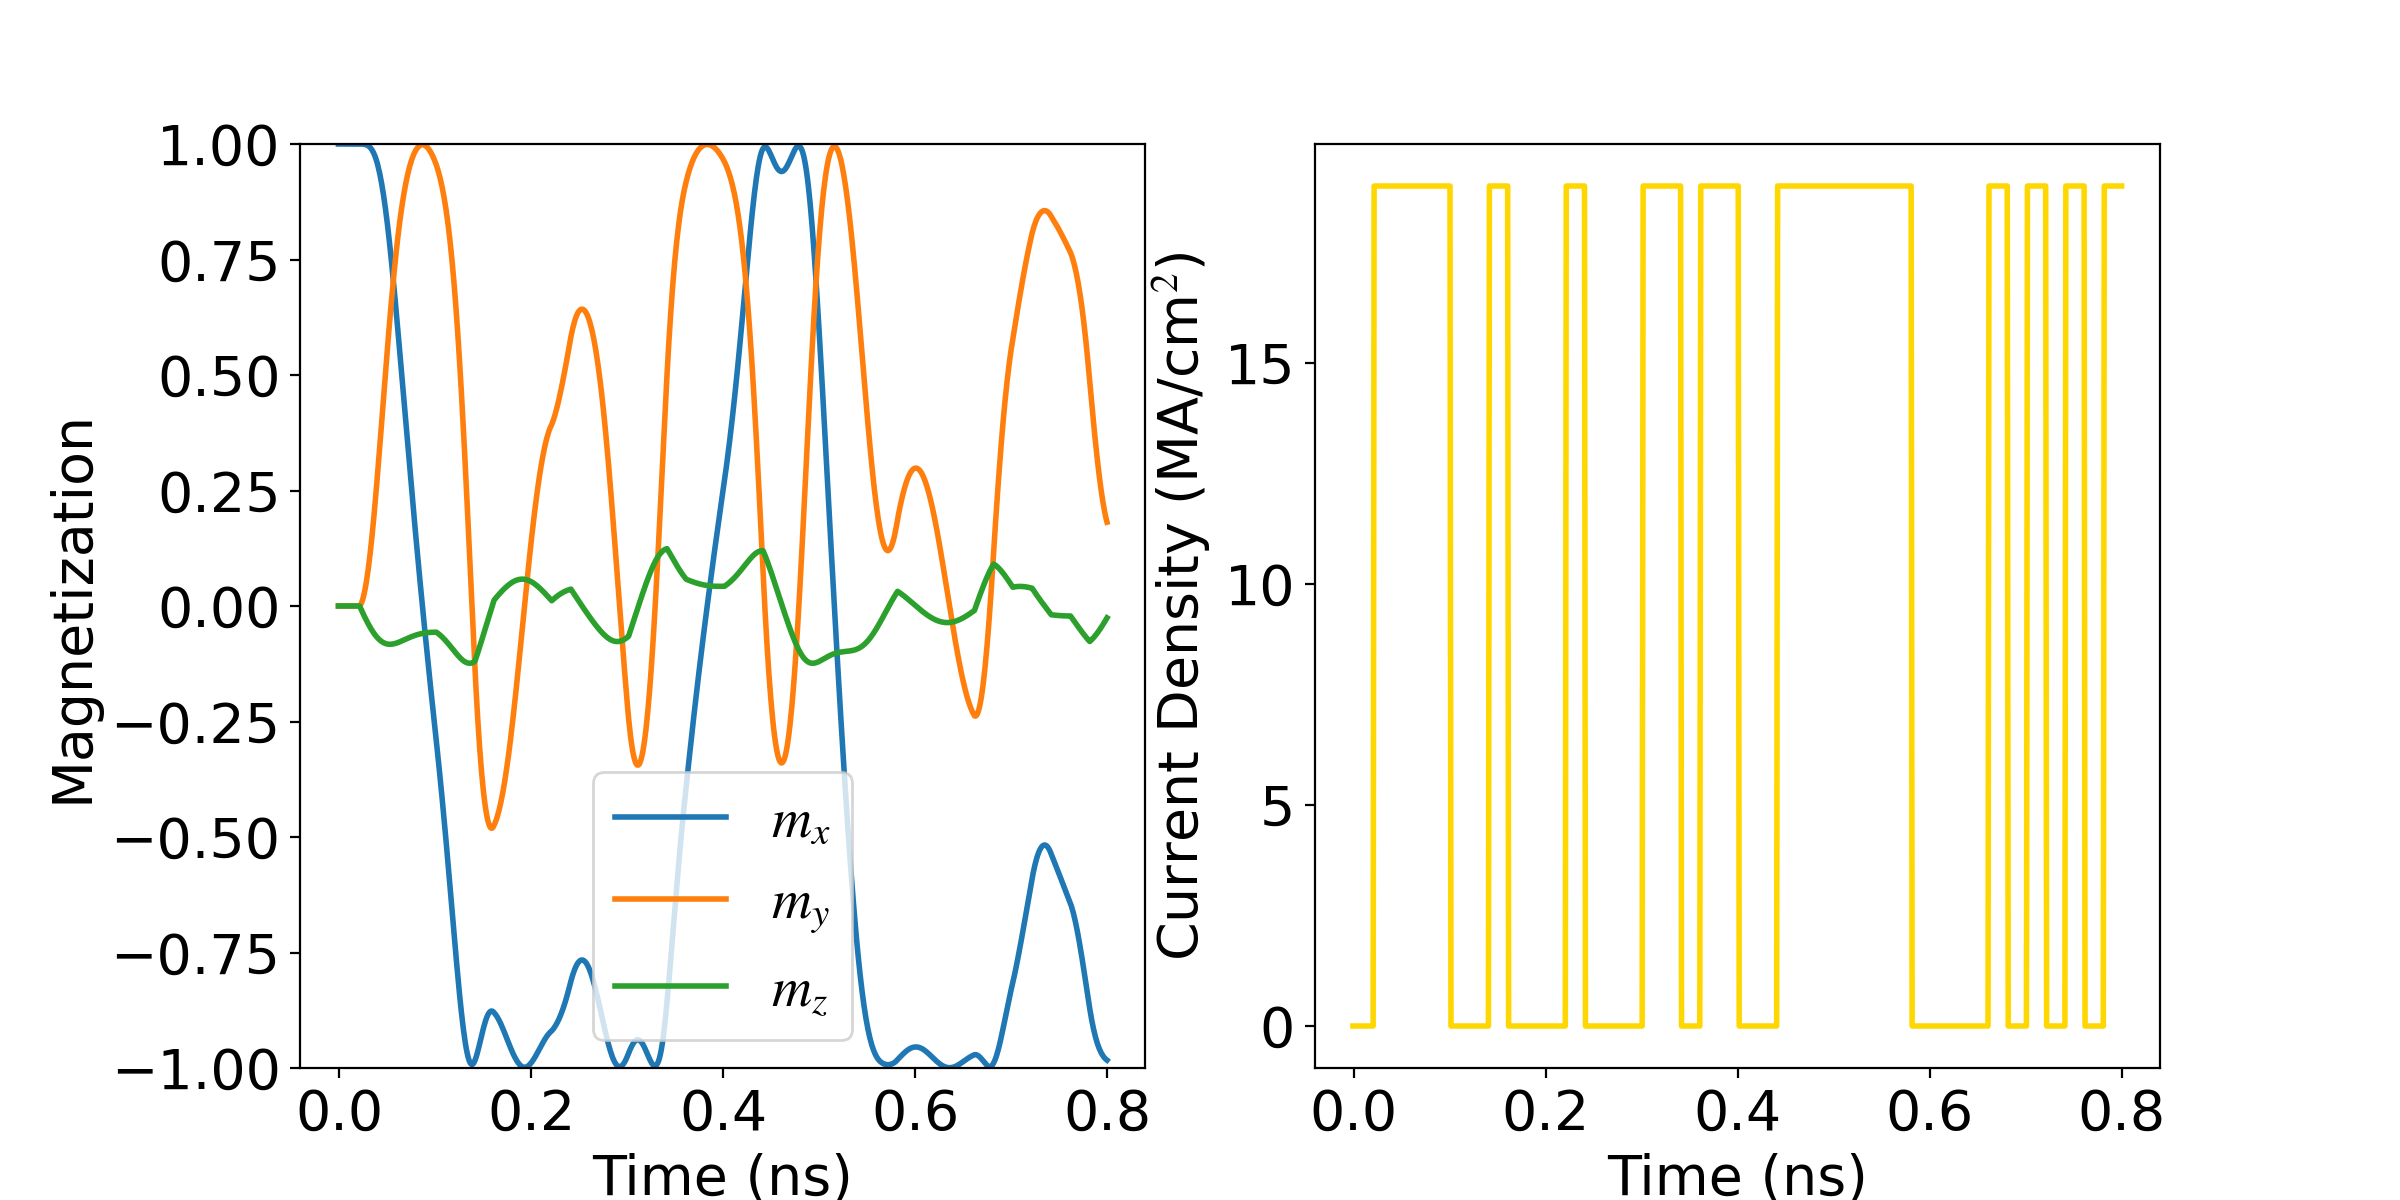 Magnetization
1.00
0.75
0.50
0.25
0.00
−0.25
−0.50
−0.75
−1.00
m_x
m_y
m_z
0.0 0.2 0.4 0.6 0.8
Time (ns)
Current Density (MA/cm²)
15
10
5
0
0.0 0.2 0.4 0.6 0.8
Time (ns)